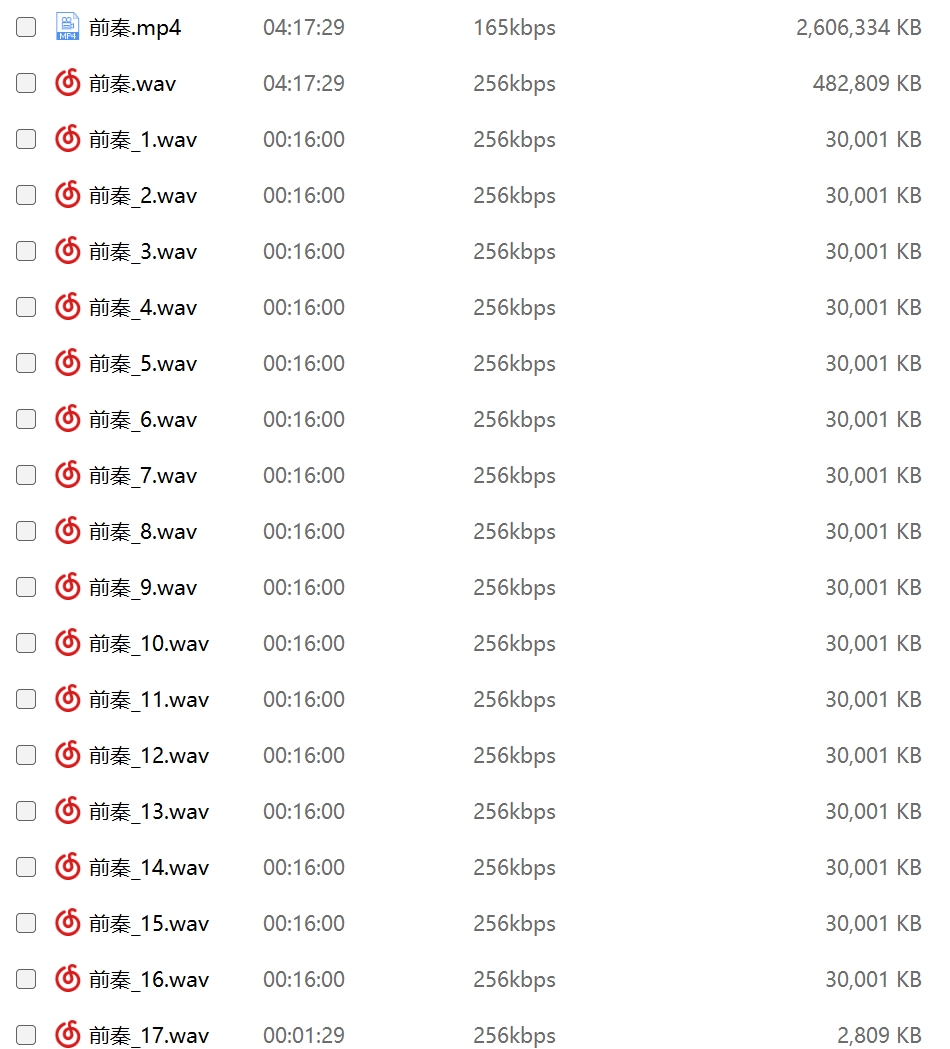 前秦.mp4 04:17:29 165kbps 2,606,334 KB
MP4
前秦.wav 04:17:29 256kbps 482,809 KB
前秦_1.wav 00:16:00 256kbps 30,001 KB
前秦_2.wav 00:16:00 256kbps 30,001 KB
前秦_3.wav 00:16:00 256kbps 30,001 KB
前秦_4.wav 00:16:00 256kbps 30,001 KB
前秦_5.wav 00:16:00 256kbps 30,001 KB
前秦_6.wav 00:16:00 256kbps 30,001 KB
前秦_7.wav 00:16:00 256kbps 30,001 KB
前秦_8.wav 00:16:00 256kbps 30,001 KB
前秦_9.wav 00:16:00 256kbps 30,001 KB
前秦_10.wav 00:16:00 256kbps 30,001 KB
前秦_11.wav 00:16:00 256kbps 30,001 KB
前秦_12.wav 00:16:00 256kbps 30,001 KB
前秦_13.wav 00:16:00 256kbps 30,001 KB
前秦_14.wav 00:16:00 256kbps 30,001 KB
前秦_15.wav 00:16:00 256kbps 30,001 KB
前秦_16.wav 00:16:00 256kbps 30,001 KB
前秦_17.wav 00:01:29 256kbps 2,809 KB